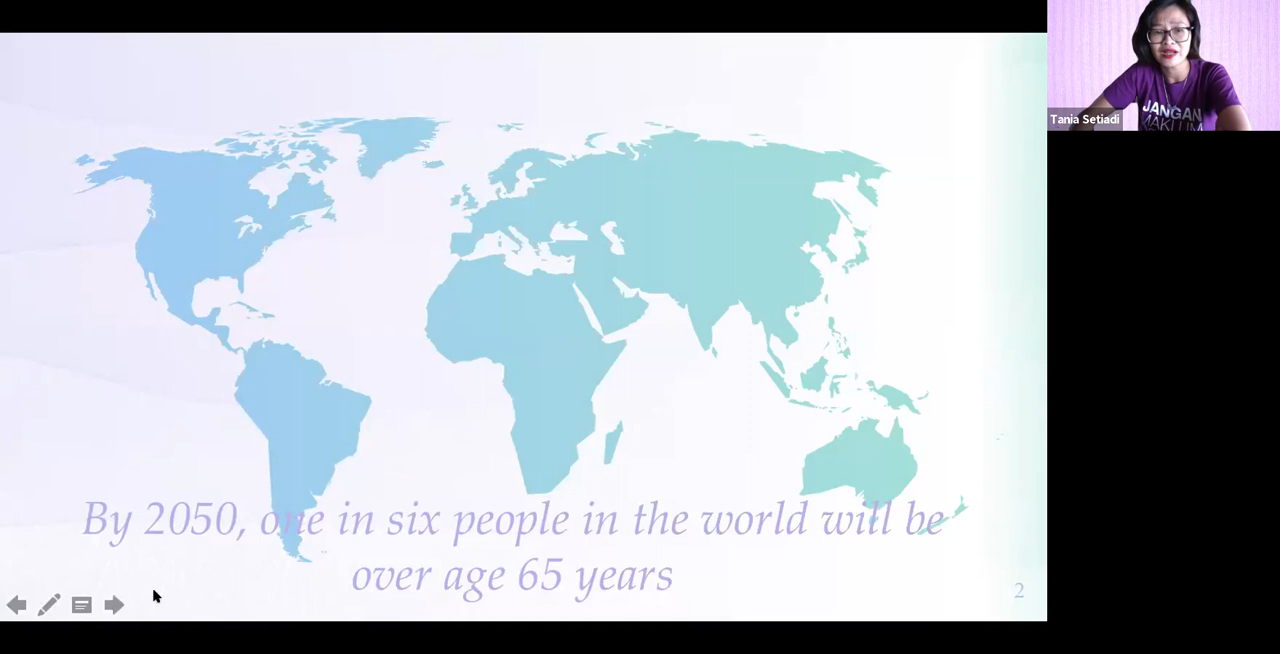 By 2050, one in six people in the world will be
over age 65 years
2
Tania Setiadi
JANGAN
MAKLUM